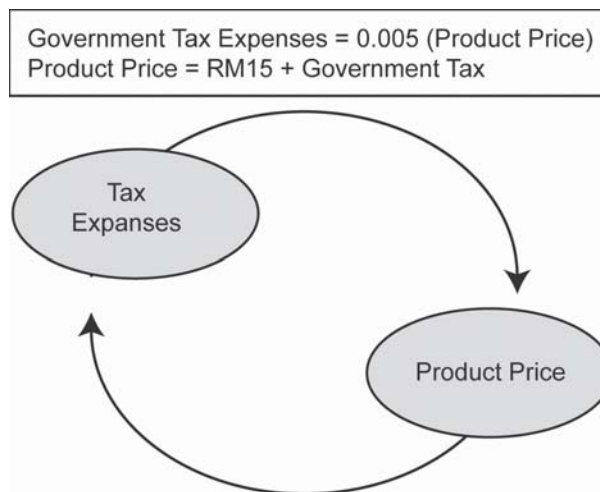 Government Tax Expenses = 0.005 (Product Price)
Product Price = RM15 + Government Tax
Tax
Expanses
Product Price